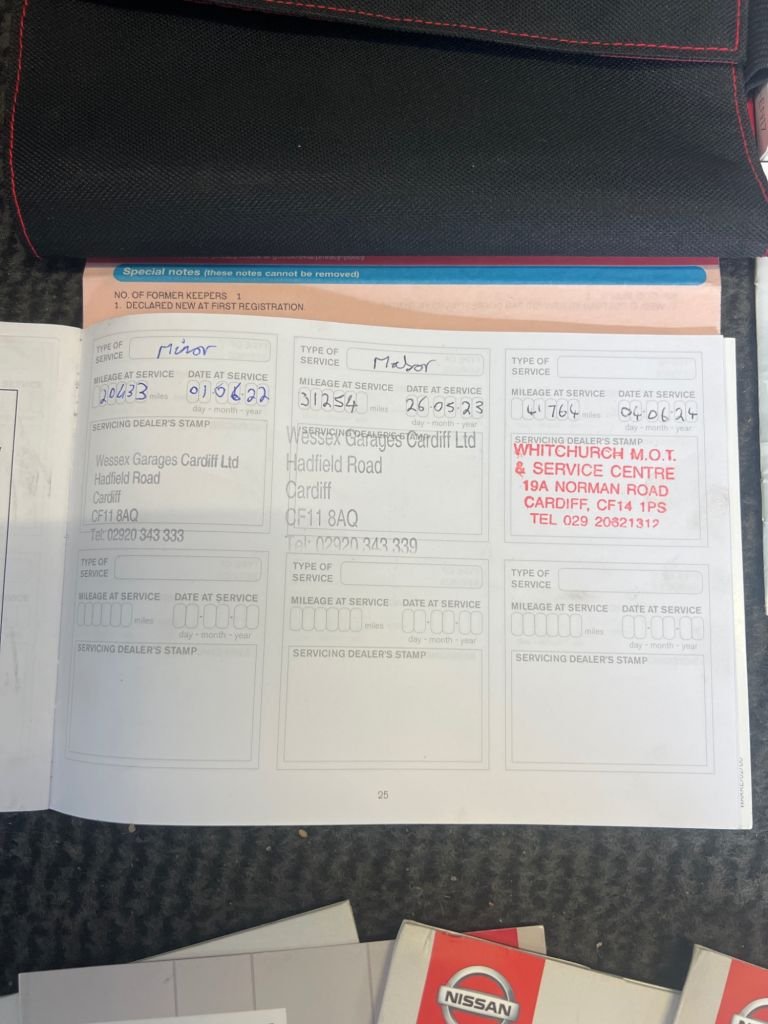 Special notes (these notes cannot be removed)
NO. OF FORMER KEEPERS 1
1. DECLARED NEW AT FIRST REGISTRATION.
TYPE OF SERVICE Minor
MILEAGE AT SERVICE DATE AT SERVICE
20433 miles 01-06-22
day - month - year
SERVICING DEALER'S STAMP
Wessex Garages Cardiff Ltd
Hadfield Road
Cardiff
CF11 8AQ
Tel: 02920 343 333
TYPE OF SERVICE Mabor
MILEAGE AT SERVICE DATE AT SERVICE
31254 miles 26-05-23
day - month - year
SERVICING DEALER'S STAMP
Wessex Garages Cardiff Ltd
Hadfield Road
Cardiff
CF11 8AQ
Tel: 02920 343 339
TYPE OF SERVICE
MILEAGE AT SERVICE DATE AT SERVICE
41764 miles 04-06-24
day - month - year
SERVICING DEALER'S STAMP
WHITCHURCH M.O.T.
& SERVICE CENTRE
19A NORMAN ROAD
CARDIFF, CF14 1PS
TEL 029 20621312
TYPE OF SERVICE
MILEAGE AT SERVICE DATE AT SERVICE
miles
day - month - year
SERVICING DEALER'S STAMP
TYPE OF SERVICE
MILEAGE AT SERVICE DATE AT SERVICE
miles
day - month - year
SERVICING DEALER'S STAMP
TYPE OF SERVICE
MILEAGE AT SERVICE DATE AT SERVICE
miles
day - month - year
SERVICING DEALER'S STAMP
25
NISSAN